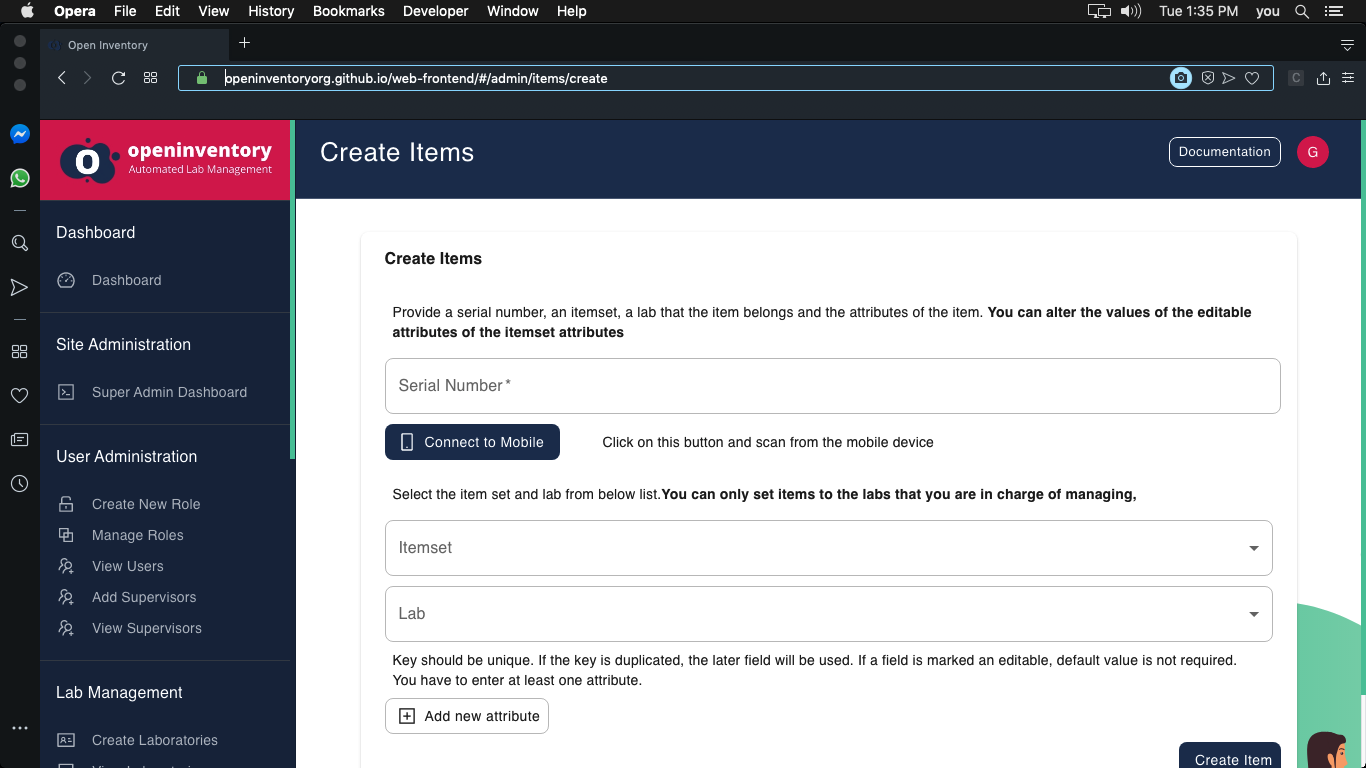 Opera File Edit View History Bookmarks Developer Window Help Tue 1:35 PM you
Open Inventory
openinventoryorg.github.io/web-frontend/#/admin/items/create
C
openinventory
Automated Lab Management
Create Items
Documentation
G
Dashboard
Dashboard
Site Administration
Super Admin Dashboard
User Administration
Create New Role
Manage Roles
View Users
Add Supervisors
View Supervisors
Lab Management
Create Laboratories
Create Items
Provide a serial number, an itemset, a lab that the item belongs and the attributes of the item. You can alter the values of the editable
attributes of the itemset attributes
Serial Number*
Connect to Mobile
Click on this button and scan from the mobile device
Select the item set and lab from below list.You can only set items to the labs that you are in charge of managing,
Itemset
Lab
Key should be unique. If the key is duplicated, the later field will be used. If a field is marked an editable, default value is not required.
You have to enter at least one attribute.
Add new attribute
Create Item